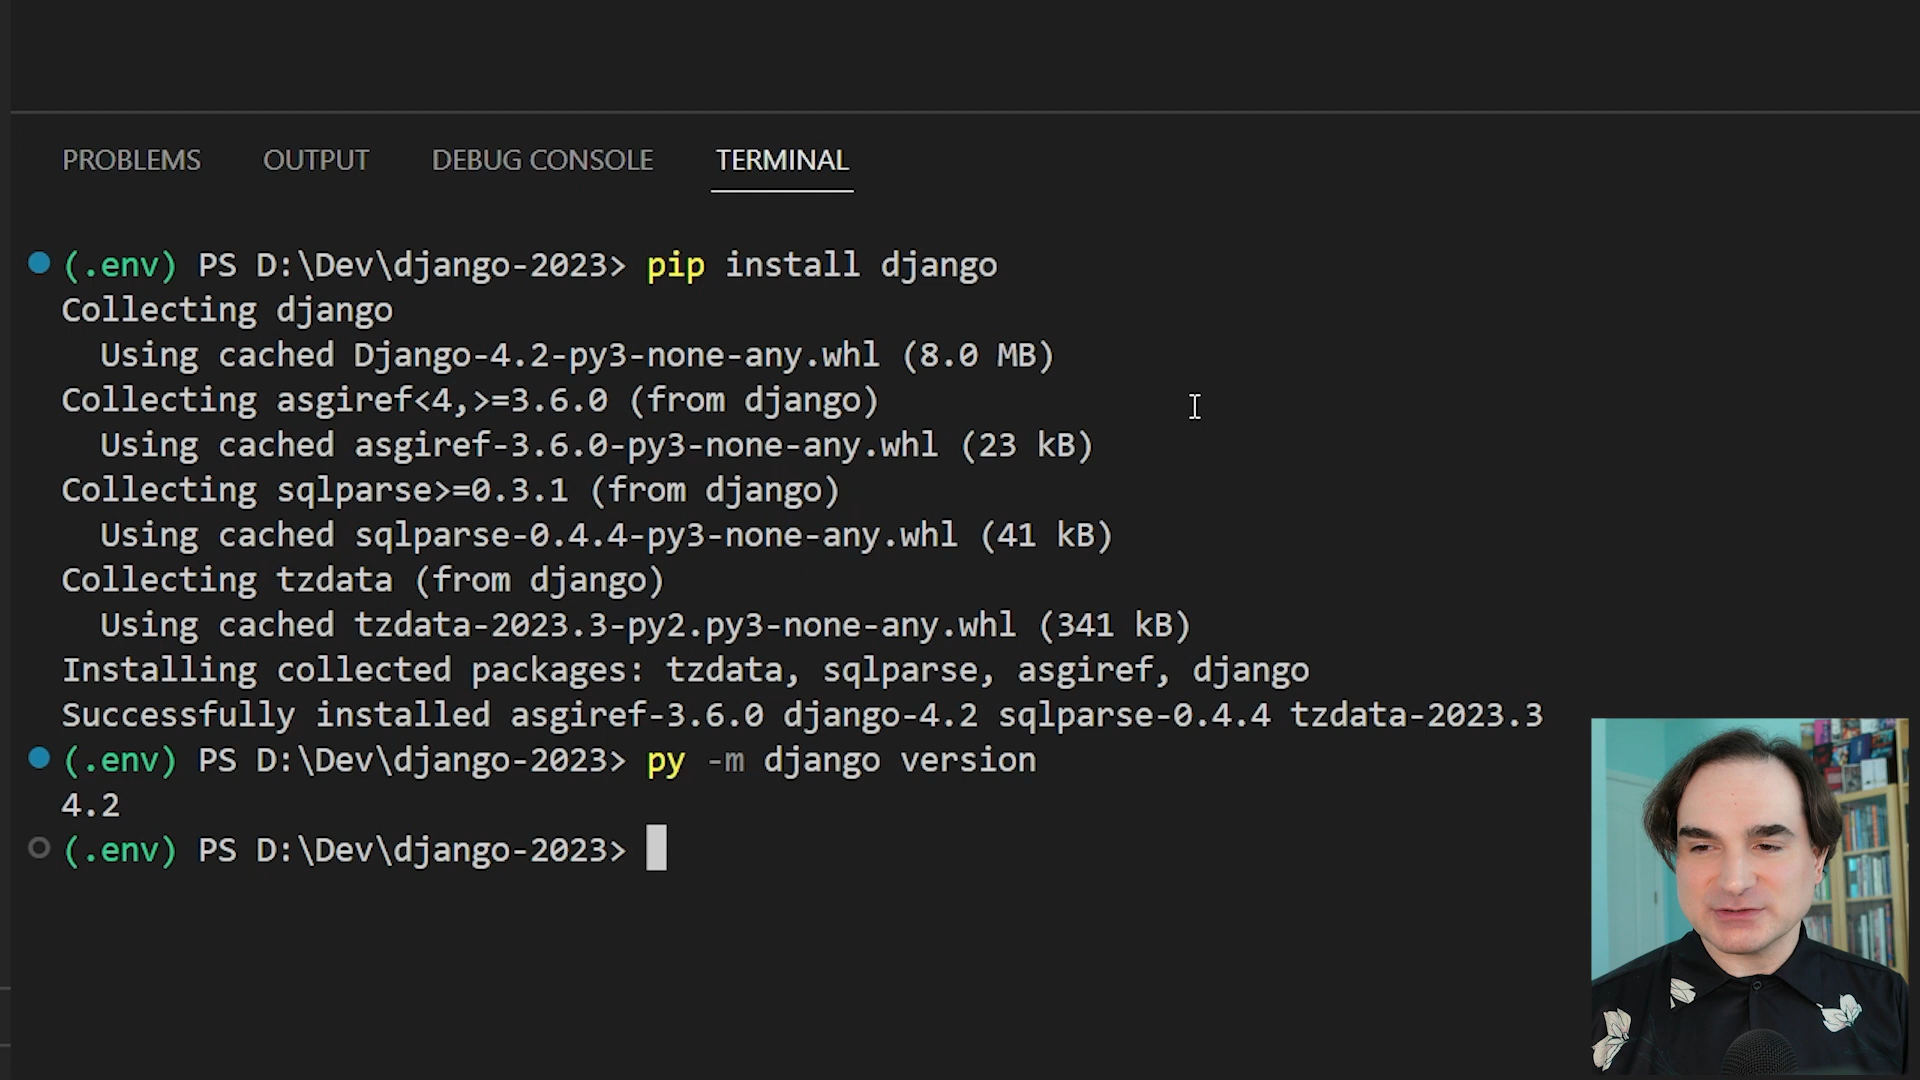 PROBLEMS OUTPUT DEBUG CONSOLE TERMINAL
(.env) PS D:\Dev\django-2023> pip install django
Collecting django
  Using cached Django-4.2-py3-none-any.whl (8.0 MB)
Collecting asgiref<4,>=3.6.0 (from django)
  Using cached asgiref-3.6.0-py3-none-any.whl (23 kB)
Collecting sqlparse>=0.3.1 (from django)
  Using cached sqlparse-0.4.4-py3-none-any.whl (41 kB)
Collecting tzdata (from django)
  Using cached tzdata-2023.3-py2.py3-none-any.whl (341 kB)
Installing collected packages: tzdata, sqlparse, asgiref, django
Successfully installed asgiref-3.6.0 django-4.2 sqlparse-0.4.4 tzdata-2023.3
(.env) PS D:\Dev\django-2023> py -m django version
4.2
(.env) PS D:\Dev\django-2023>